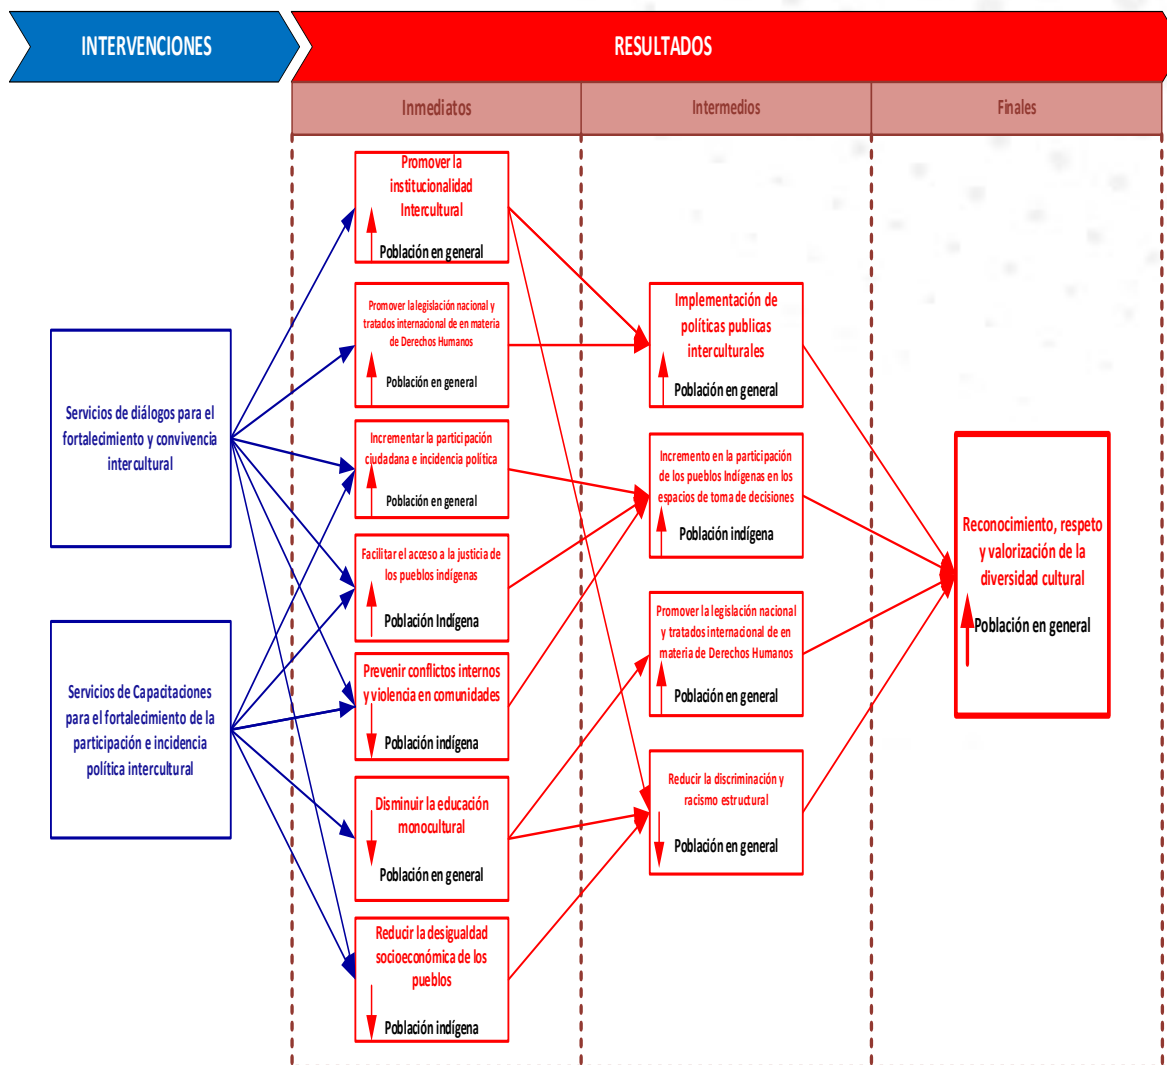 INTERVENCIONES
RESULTADOS
Inmediatos
Intermedios
Finales
Servicios de diálogos para el
fortalecimiento y convivencia
intercultural
Servicios de Capacitaciones
para el fortalecimiento de la
participación e incidencia
política intercultural
Promover la
institucionalidad
Intercultural
Población en general
Promover la legislación nacional y
tratados internacional de en materia
de Derechos Humanos
Población en general
Incrementar la participación
ciudadana e incidencia política
Población en general
Facilitar el acceso a la justicia de
los pueblos indígenas
Población Indígena
Prevenir conflictos internos
y violencia en comunidades
Población indígena
Disminuir la educación
monocultural
Población en general
Reducir la desigualdad
socioeconómica de los
pueblos
Población indígena
Implementación de
políticas publicas
interculturales
Población en general
Incremento en la participación
de los pueblos Indígenas en los
espacios de toma de decisiones
Población indígena
Promover la legislación nacional
y tratados internacional de en
materia de Derechos Humanos
Población en general
Reducir la discriminación y
racismo estructural
Población en general
Reconocimiento, respeto
y valorización de la
diversidad cultural
Población en general